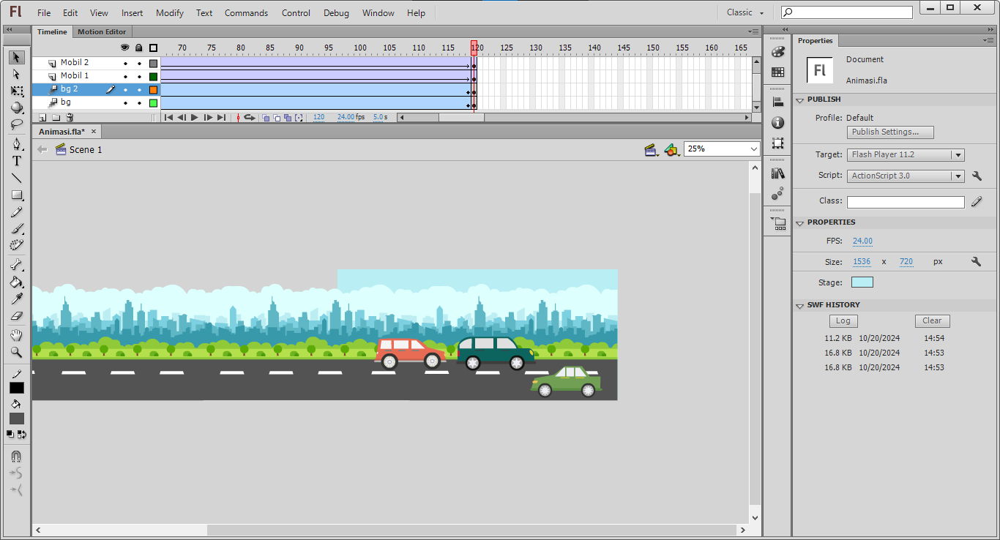 Fl File Edit View Insert Modify Text Commands Control Debug Window Help Classic
Timeline Motion Editor
70 75 80 85 90 95 100 105 110 115 120 125 130 135 140 145 150 155 160 165
Mobil 2
Mobil 1
bg 2
bg
120 24.00 fps 5.0 s
Animasi.fla* ×
Scene 1
25%
T
Properties
Fl
Document
Animasi.fla
PUBLISH
Profile: Default
Publish Settings...
Target: Flash Player 11.2
Script: ActionScript 3.0
Class:
PROPERTIES
FPS: 24.00
Size: 1536 x 720 px
Stage:
SWF HISTORY
Log Clear
11.2 KB 10/20/2024 14:54
16.8 KB 10/20/2024 14:53
16.8 KB 10/20/2024 14:53